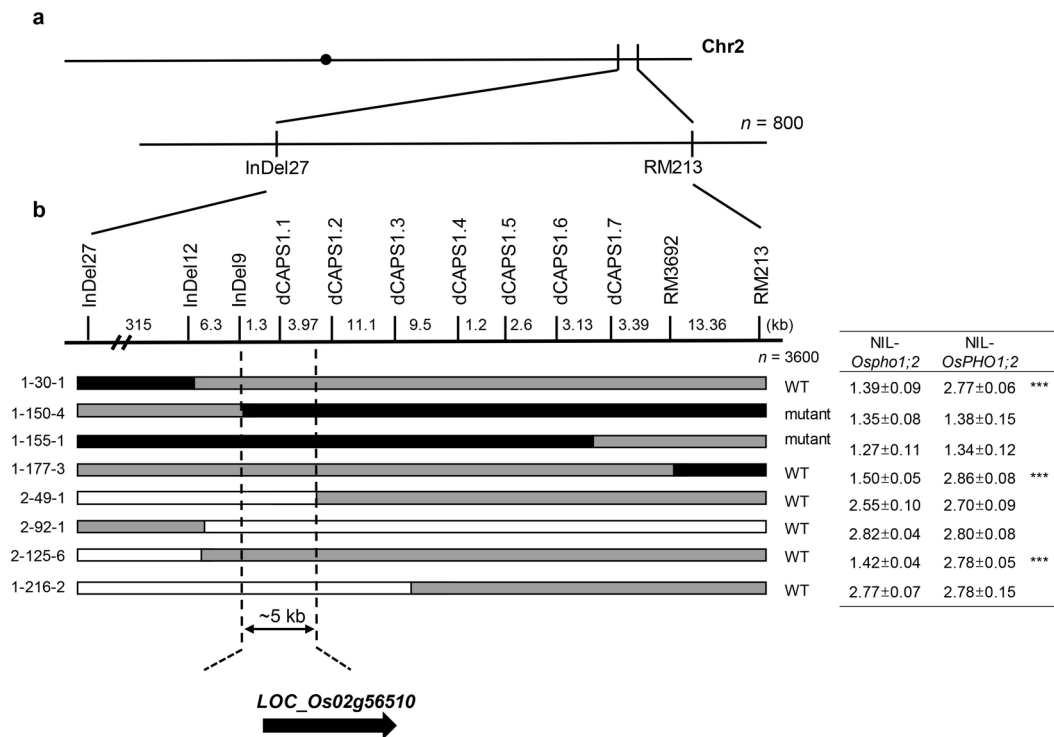 a
Chr2
n = 800
InDel27
RM213
b
InDel27
InDel12
InDel9
dCAPS1.1
dCAPS1.2
dCAPS1.3
dCAPS1.4
dCAPS1.5
dCAPS1.6
dCAPS1.7
RM3692
RM213
315 6.3 1.3 3.97 11.1 9.5 1.2 2.6 3.13 3.39 13.36 (kb)
n = 3600
NIL-Ospho1;2 NIL-OsPHO1;2
1-30-1 WT 1.39±0.09 2.77±0.06 ***
1-150-4 mutant 1.35±0.08 1.38±0.15
1-155-1 mutant 1.27±0.11 1.34±0.12
1-177-3 WT 1.50±0.05 2.86±0.08 ***
2-49-1 WT 2.55±0.10 2.70±0.09
2-92-1 WT 2.82±0.04 2.80±0.08
2-125-6 WT 1.42±0.04 2.78±0.05 ***
1-216-2 WT 2.77±0.07 2.78±0.15
~5 kb
LOC_Os02g56510